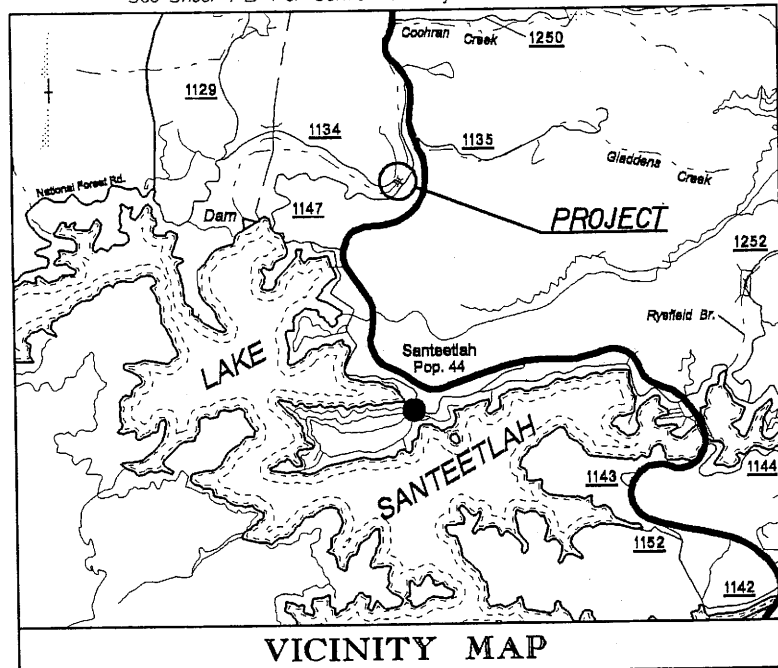 Coohran
Creek
1250
1129
1134
1135
Gladdens
Creek
National Forest Rd.
Dam
1147
PROJECT
1252
Ryefield Br.
Santeetlah
Pop. 44
LAKE
SANTEETLAH
1143
1144
1152
1142
VICINITY MAP